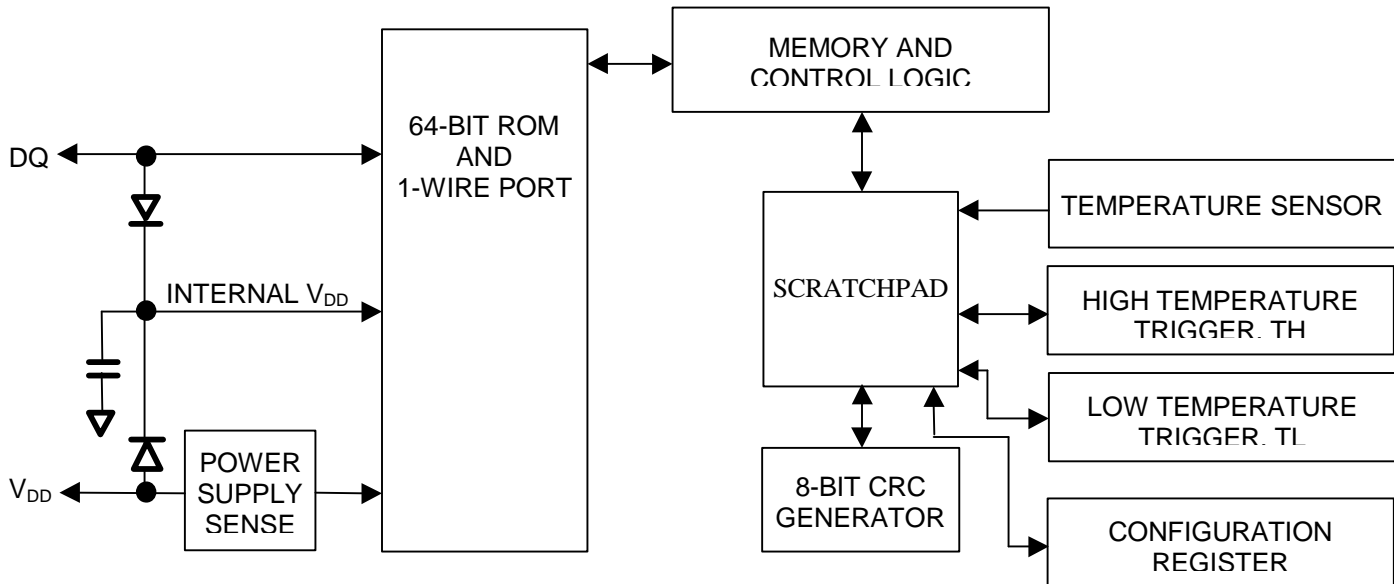 MEMORY AND
CONTROL LOGIC
64-BIT ROM
AND
1-WIRE PORT
DQ
TEMPERATURE SENSOR
SCRATCHPAD
INTERNAL VDD
HIGH TEMPERATURE
TRIGGER, TH
LOW TEMPERATURE
TRIGGER, TL
POWER
SUPPLY
SENSE
VDD
8-BIT CRC
GENERATOR
CONFIGURATION
REGISTER